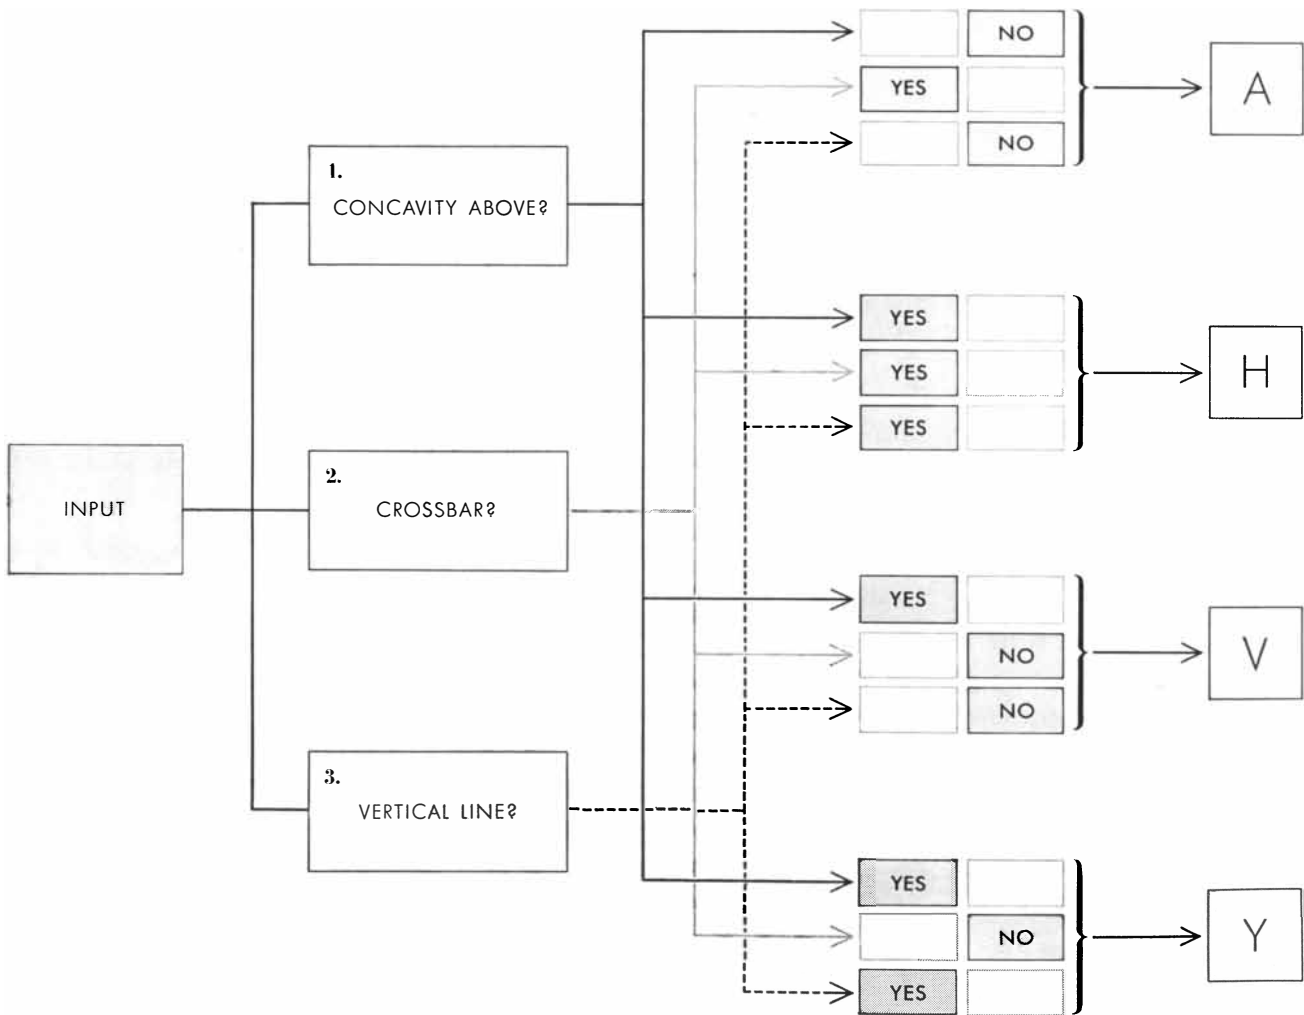 NO
YES
NO
A
1.
CONCAVITY ABOVE?
YES
YES
YES
H
INPUT
2.
CROSSBAR?
YES
NO
NO
V
3.
VERTICAL LINE?
YES
NO
YES
Y